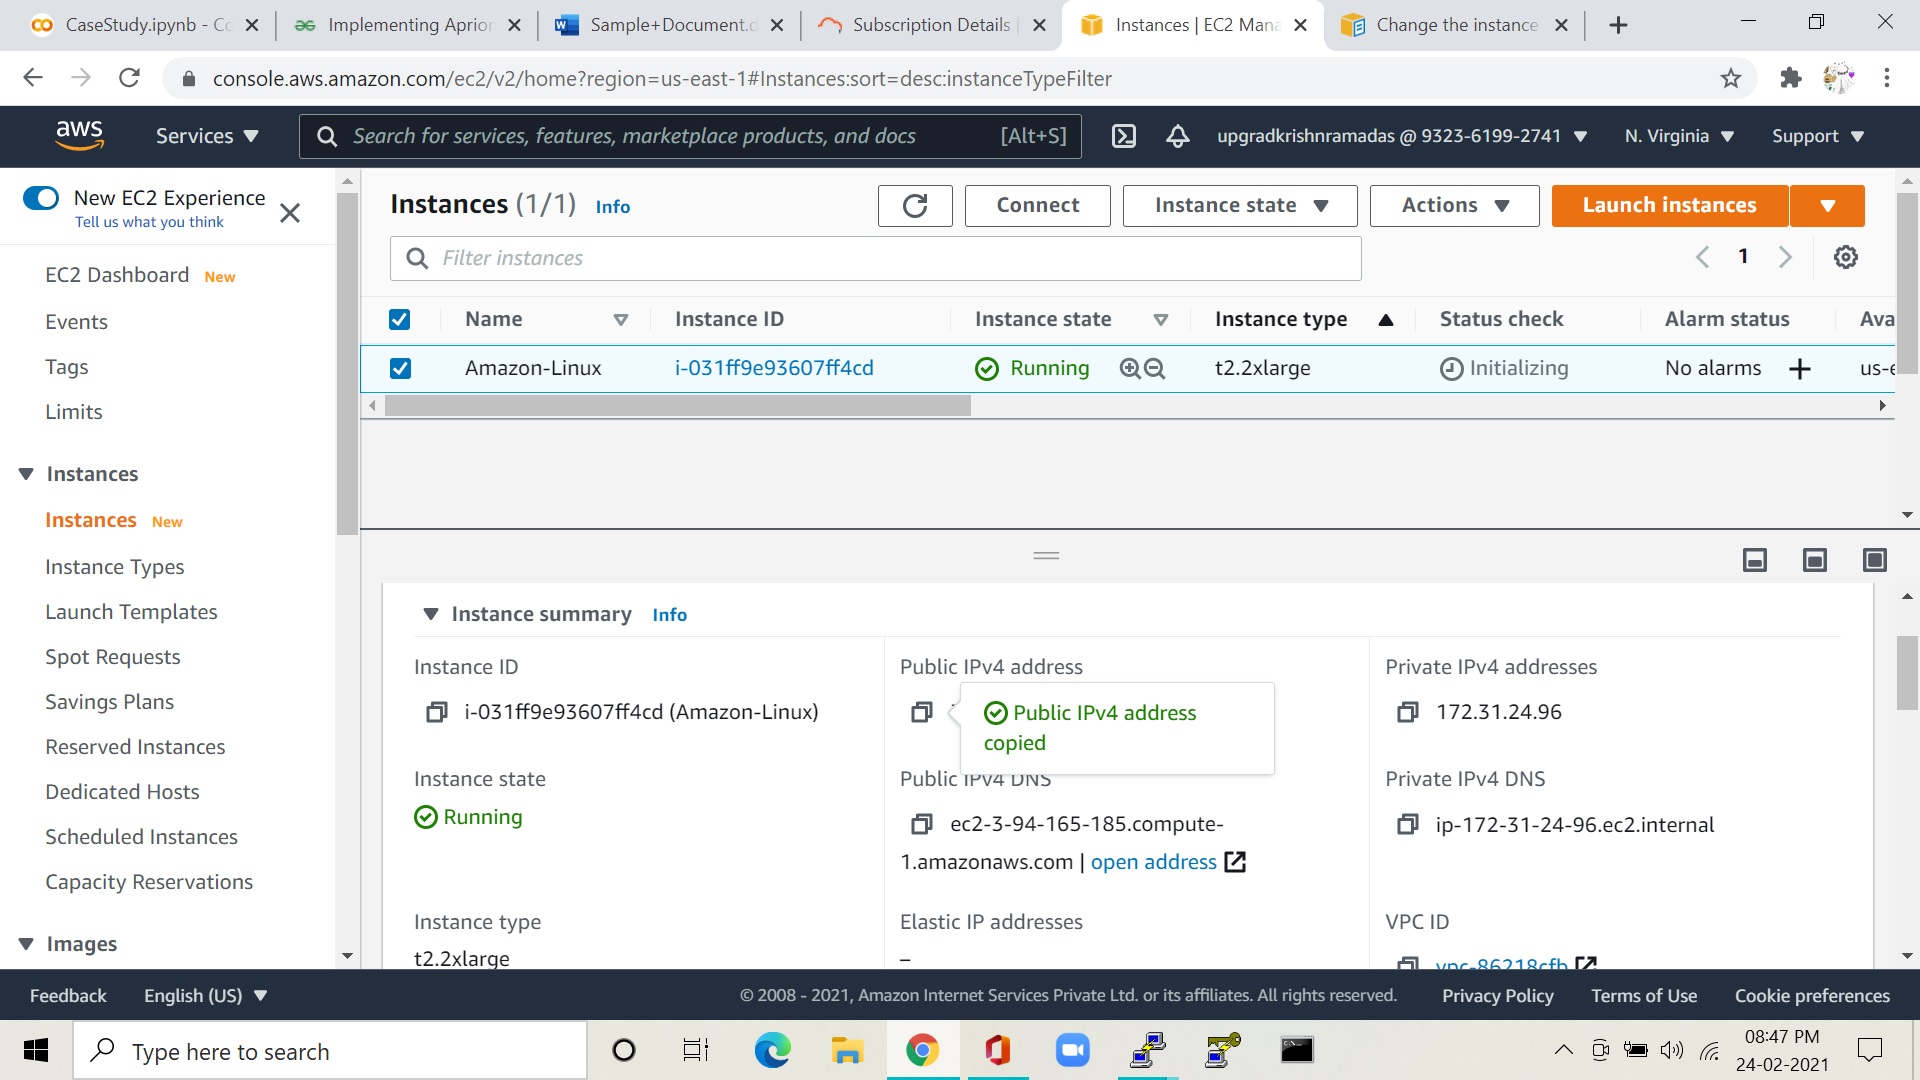 CaseStudy.ipynb - Co
Implementing Aprior
Sample+Document.d
Subscription Details
Instances | EC2 Mana
Change the instance
console.aws.amazon.com/ec2/v2/home?region=us-east-1#Instances:sort=desc:instanceTypeFilter
aws
Services
Search for services, features, marketplace products, and docs [Alt+S]
upgradkrishnramadas @ 9323-6199-2741
N. Virginia
Support
New EC2 Experience
Tell us what you think
EC2 Dashboard New
Events
Tags
Limits
Instances
Instances New
Instance Types
Launch Templates
Spot Requests
Savings Plans
Reserved Instances
Dedicated Hosts
Scheduled Instances
Capacity Reservations
Images
Instances (1/1) Info
Connect
Instance state
Actions
Launch instances
Filter instances
1
Name Instance ID Instance state Instance type Status check Alarm status Ava
Amazon-Linux i-031ff9e93607ff4cd Running t2.2xlarge Initializing No alarms + us-e
Instance summary Info
Instance ID
i-031ff9e93607ff4cd (Amazon-Linux)
Public IPv4 address
Public IPv4 address
copied
Private IPv4 addresses
172.31.24.96
Instance state
Running
Public IPv4 DNS
ec2-3-94-165-185.compute-
1.amazonaws.com | open address
Private IPv4 DNS
ip-172-31-24-96.ec2.internal
Instance type
t2.2xlarge
Elastic IP addresses
–
VPC ID
vpc-86218cfb
Feedback
English (US)
© 2008 - 2021, Amazon Internet Services Private Ltd. or its affiliates. All rights reserved.
Privacy Policy
Terms of Use
Cookie preferences
Type here to search
08:47 PM
24-02-2021